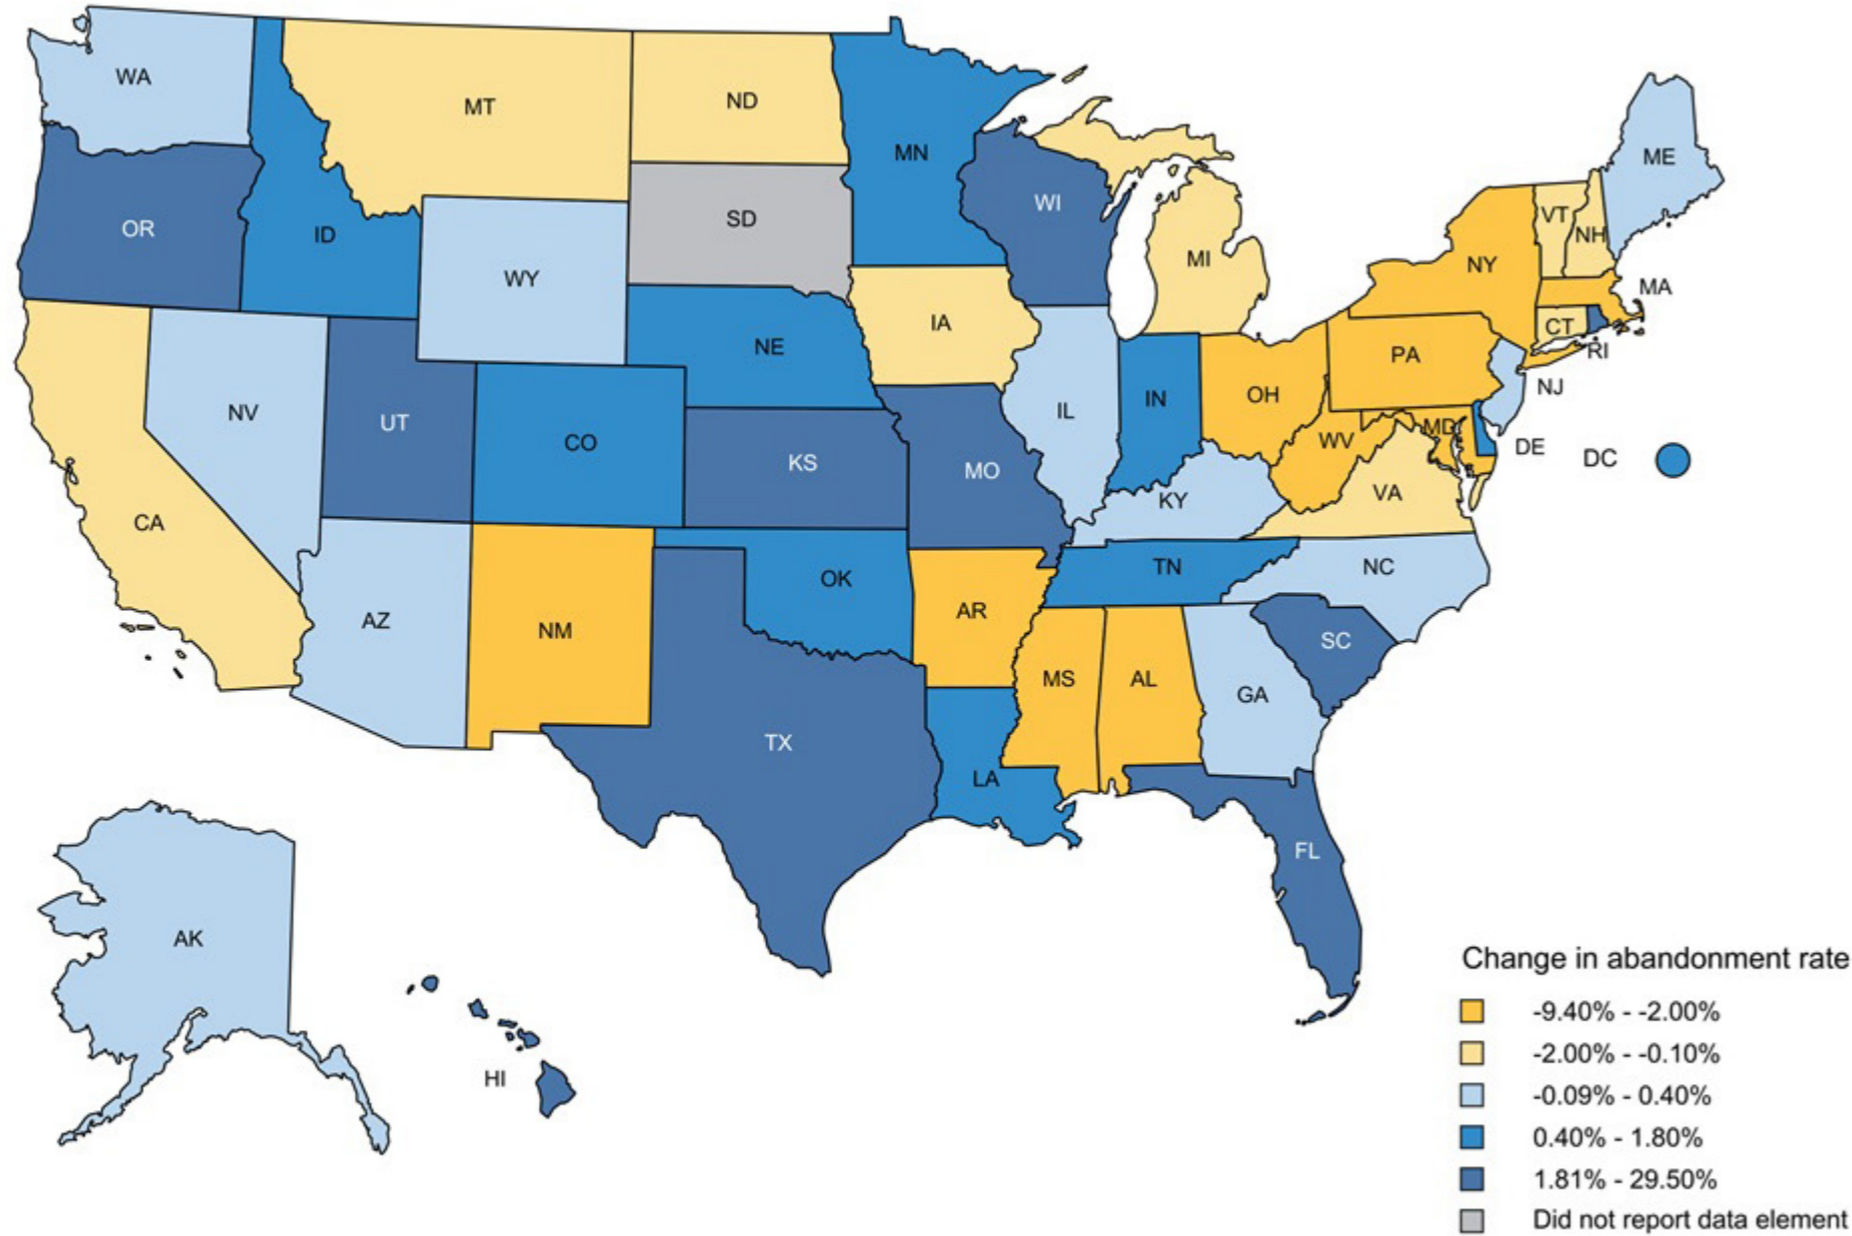 WA
MT
ND
MN
ME
OR
ID
SD
WI
VT
NH
WY
MI
NY
MA
IA
CT
NE
PA
RI
NJ
NV
UT
CO
IL
IN
OH
WV
MD
DE
DC
KS
MO
KY
VA
CA
AZ
NM
OK
AR
TN
NC
SC
MS
AL
GA
TX
LA
FL
AK
HI
Change in abandonment rate
-9.40% - -2.00%
-2.00% - -0.10%
-0.09% - 0.40%
0.40% - 1.80%
1.81% - 29.50%
Did not report data element